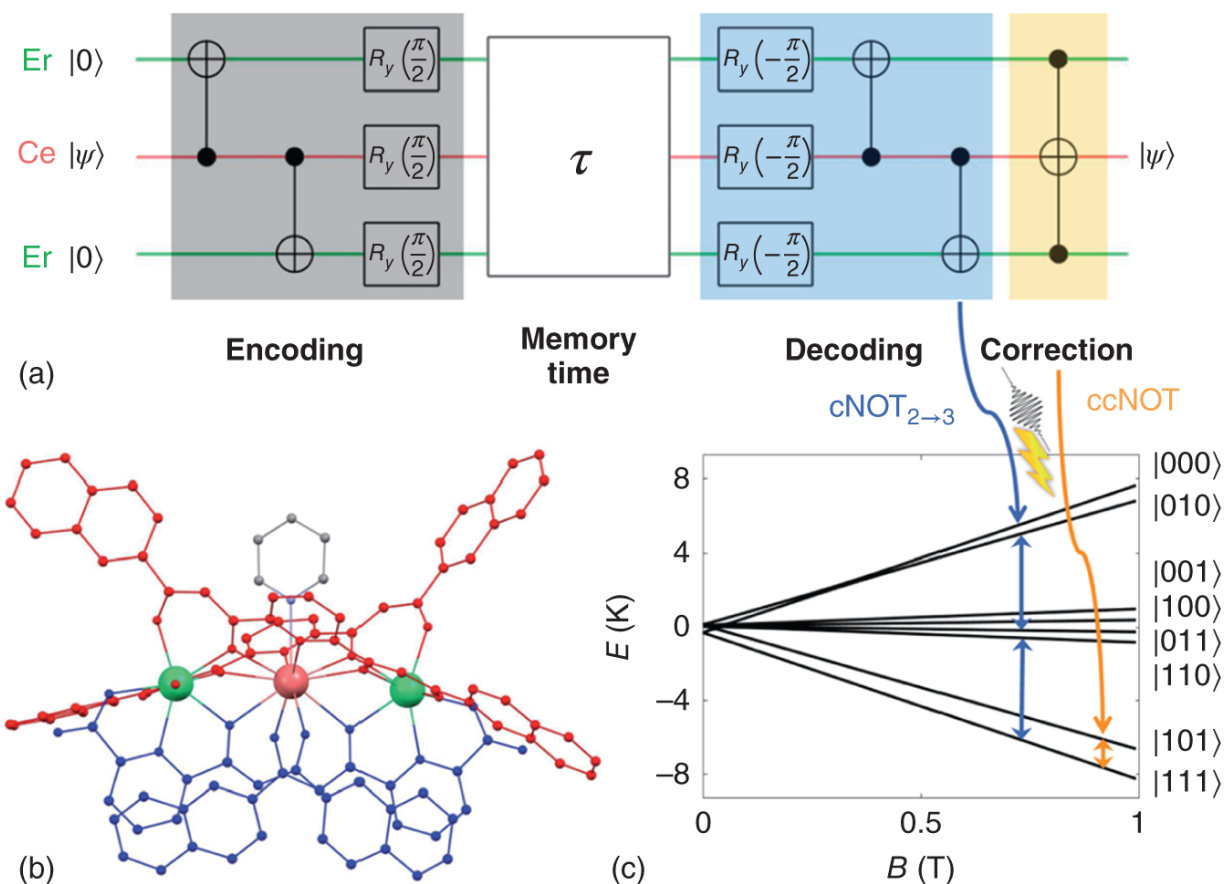 Er |0⟩
R_y(π/2)
R_y(−π/2)
Ce |ψ⟩
R_y(π/2)
τ
R_y(−π/2)
|ψ⟩
Er |0⟩
R_y(π/2)
R_y(−π/2)
Encoding
Memory
time
Decoding
Correction
(a)
cNOT₂→₃
ccNOT
(b)
8
4
0
−4
−8
E (K)
|000⟩
|010⟩
|001⟩
|100⟩
|011⟩
|110⟩
|101⟩
|111⟩
0
0.5
1
(c)
B (T)